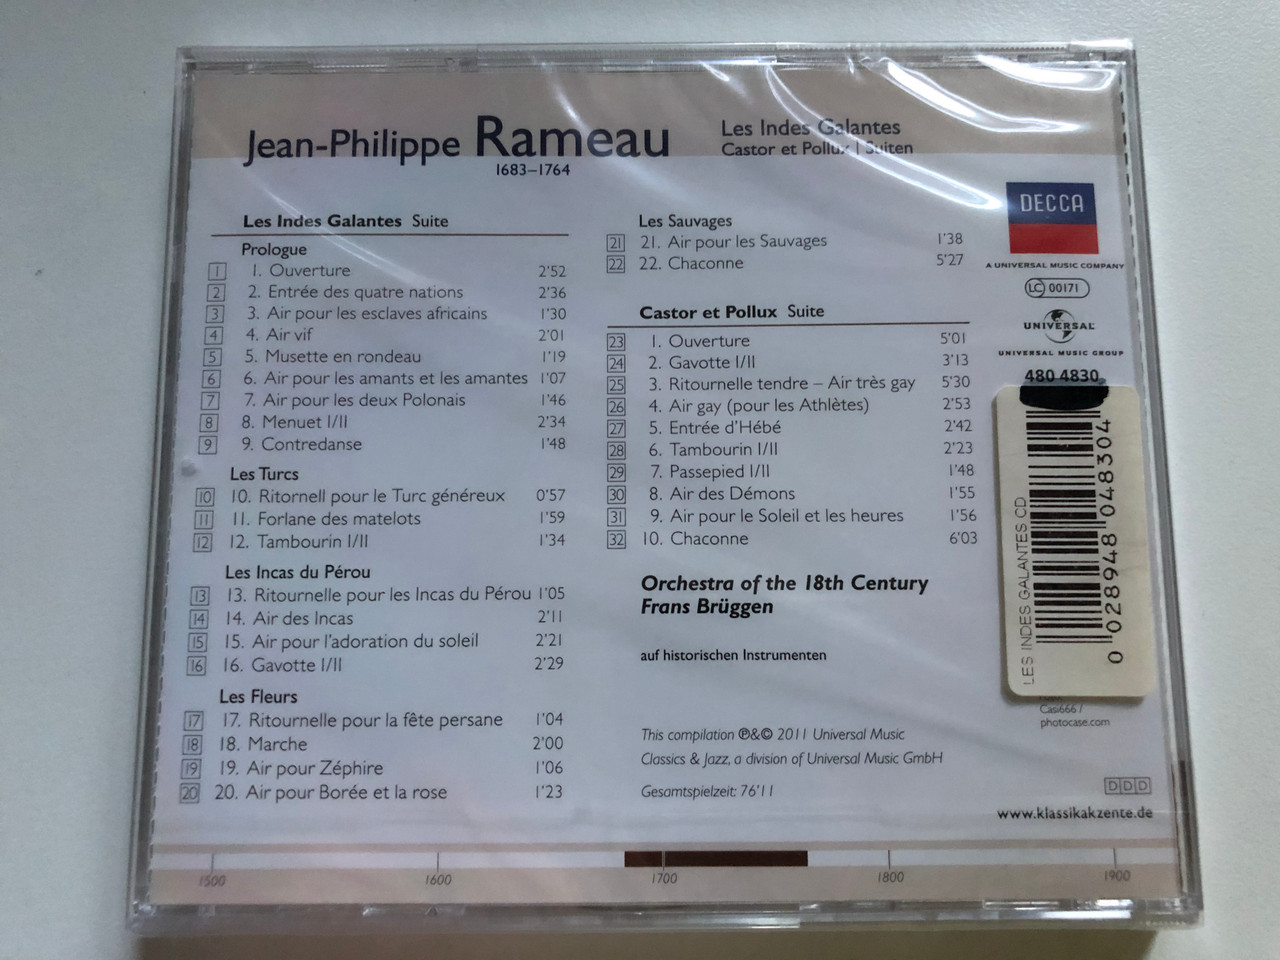 Jean-Philippe Rameau
1683–1764
Les Indes Galantes
Castor et Pollux | Suiten
Les Indes Galantes Suite
Prologue
1 1. Ouverture 2'52
2 2. Entrée des quatre nations 2'36
3 3. Air pour les esclaves africains 1'30
4 4. Air vif 2'01
5 5. Musette en rondeau 1'19
6 6. Air pour les amants et les amantes 1'07
7 7. Air pour les deux Polonais 1'46
8 8. Menuet I/II 2'34
9 9. Contredanse 1'48
Les Turcs
10 10. Ritornell pour le Turc généreux 0'57
11 11. Forlane des matelots 1'59
12 12. Tambourin I/II 1'34
Les Incas du Pérou
13 13. Ritournelle pour les Incas du Pérou 1'05
14 14. Air des Incas 2'11
15 15. Air pour l'adoration du soleil 2'21
16 16. Gavotte I/II 2'29
Les Fleurs
17 17. Ritournelle pour la fête persane 1'04
18 18. Marche 2'00
19 19. Air pour Zéphire 1'06
20 20. Air pour Borée et la rose 1'23
Les Sauvages
21 21. Air pour les Sauvages 1'38
22 22. Chaconne 5'27
Castor et Pollux Suite
23 1. Ouverture 5'01
24 2. Gavotte I/II 3'13
25 3. Ritournelle tendre – Air très gay 5'30
26 4. Air gay (pour les Athlètes) 2'53
27 5. Entrée d'Hébé 2'42
28 6. Tambourin I/II 2'23
29 7. Passepied I/II 1'48
30 8. Air des Démons 1'55
31 9. Air pour le Soleil et les heures 1'56
32 10. Chaconne 6'03
Orchestra of the 18th Century
Frans Brüggen
auf historischen Instrumenten
This compilation ℗&© 2011 Universal Music
Classics & Jazz, a division of Universal Music GmbH
Gesamtspielzeit: 76'11
DECCA
A UNIVERSAL MUSIC COMPANY
LC 00171
UNIVERSAL
UNIVERSAL MUSIC GROUP
480 4830
LES INDES GALANTES CD
0 028948 048304
Casi666 /
photocase.com
DDD
www.klassikakzente.de
1500 1600 1700 1800 1900